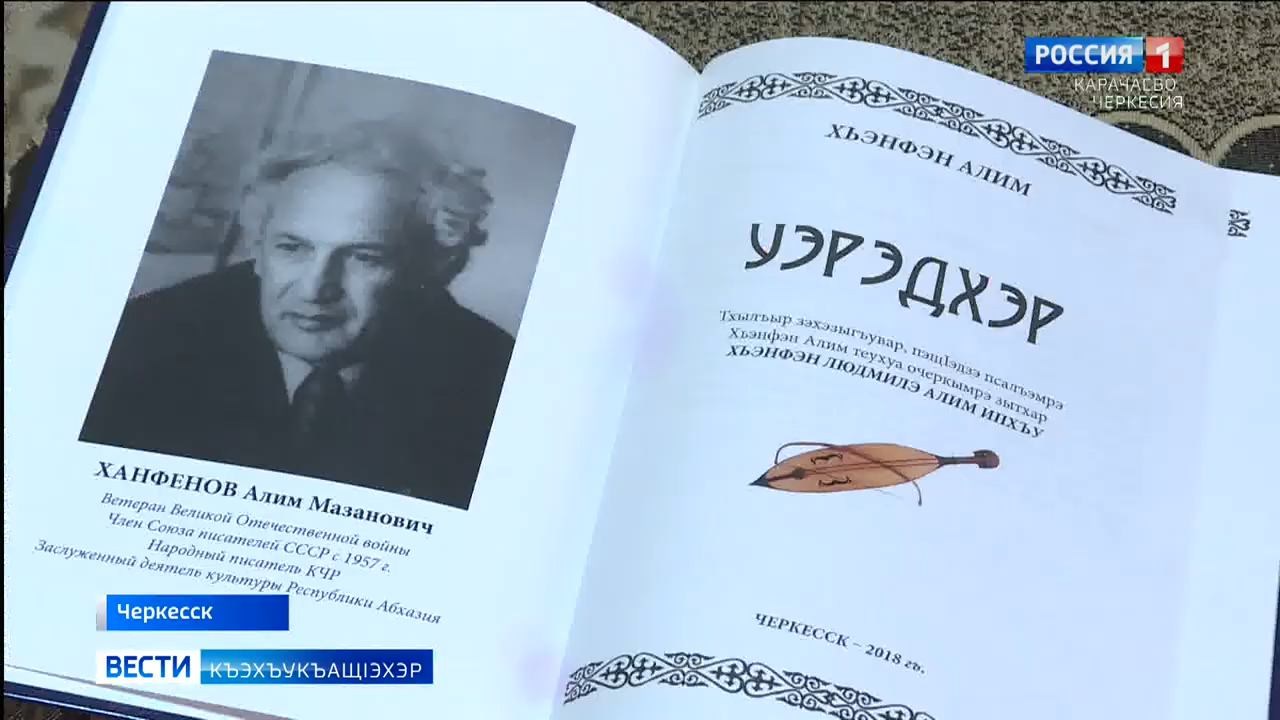 РОССИЯ 1
КАРАЧАЕВО
ЧЕРКЕСИЯ
ХАНФЕНОВ Алим Мазанович
Ветеран Великой Отечественной войны
Член Союза писателей СССР с 1957 г.
Народный писатель КЧР
Заслуженный деятель культуры Республики Абхазия
ХЬЭНФЭН АЛИМ
УЭРЭДХЭР
Тхылъыр зэхэзыгъувар, пэщIэдзэ псалъэмрэ
Хьэнфэн Алим теухуа очеркымрэ зытхар
ХЬЭНФЭН ЛЮДМИЛЭ АЛИМ ИПХЪУ
ЧЕРКЕССК – 2018 гъ.
Черкесск
ВЕСТИ КЪЭХЪУКЪАЩIЭХЭР